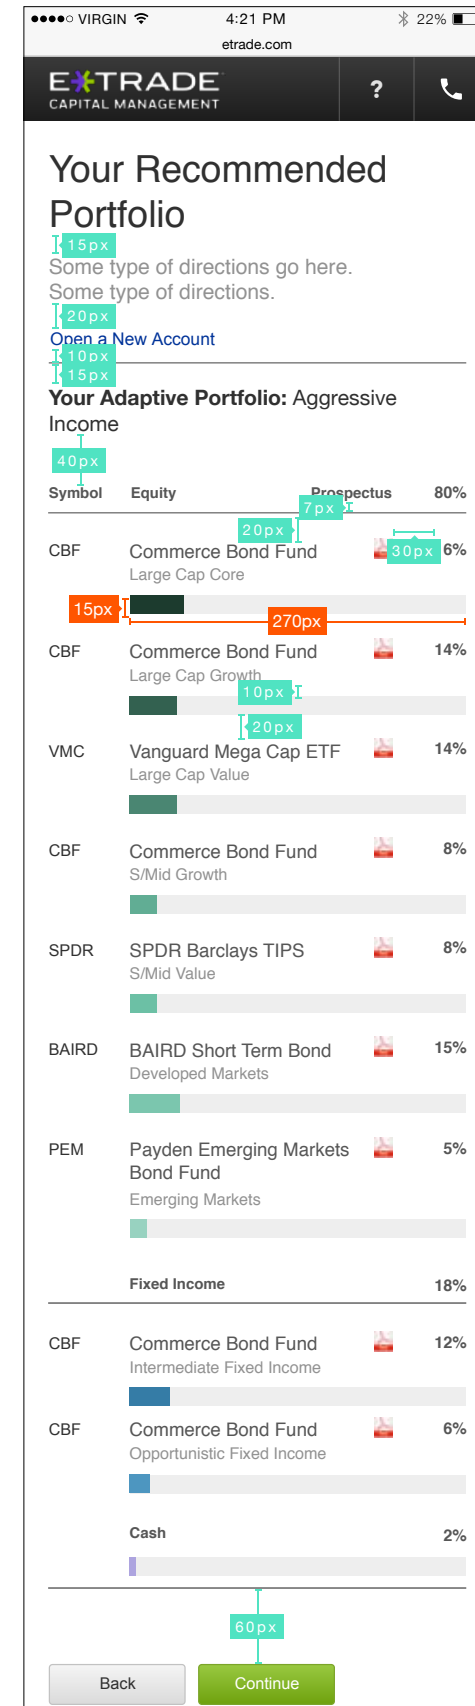 VIRGIN 4:21 PM 22%
etrade.com
E*TRADE
CAPITAL MANAGEMENT
?
Your Recommended
Portfolio
15px
Some type of directions go here.
Some type of directions.
20px
Open a New Account
10px
15px
Your Adaptive Portfolio: Aggressive
Income
40px
Symbol Equity Prospectus 80%
7px
20px
CBF Commerce Bond Fund 30px 6%
Large Cap Core
15px
270px
CBF Commerce Bond Fund 14%
Large Cap Growth
10px
20px
VMC Vanguard Mega Cap ETF 14%
Large Cap Value
CBF Commerce Bond Fund 8%
S/Mid Growth
SPDR SPDR Barclays TIPS 8%
S/Mid Value
BAIRD BAIRD Short Term Bond 15%
Developed Markets
PEM Payden Emerging Markets 5%
Bond Fund
Emerging Markets
Fixed Income 18%
CBF Commerce Bond Fund 12%
Intermediate Fixed Income
CBF Commerce Bond Fund 6%
Opportunistic Fixed Income
Cash 2%
60px
Back Continue